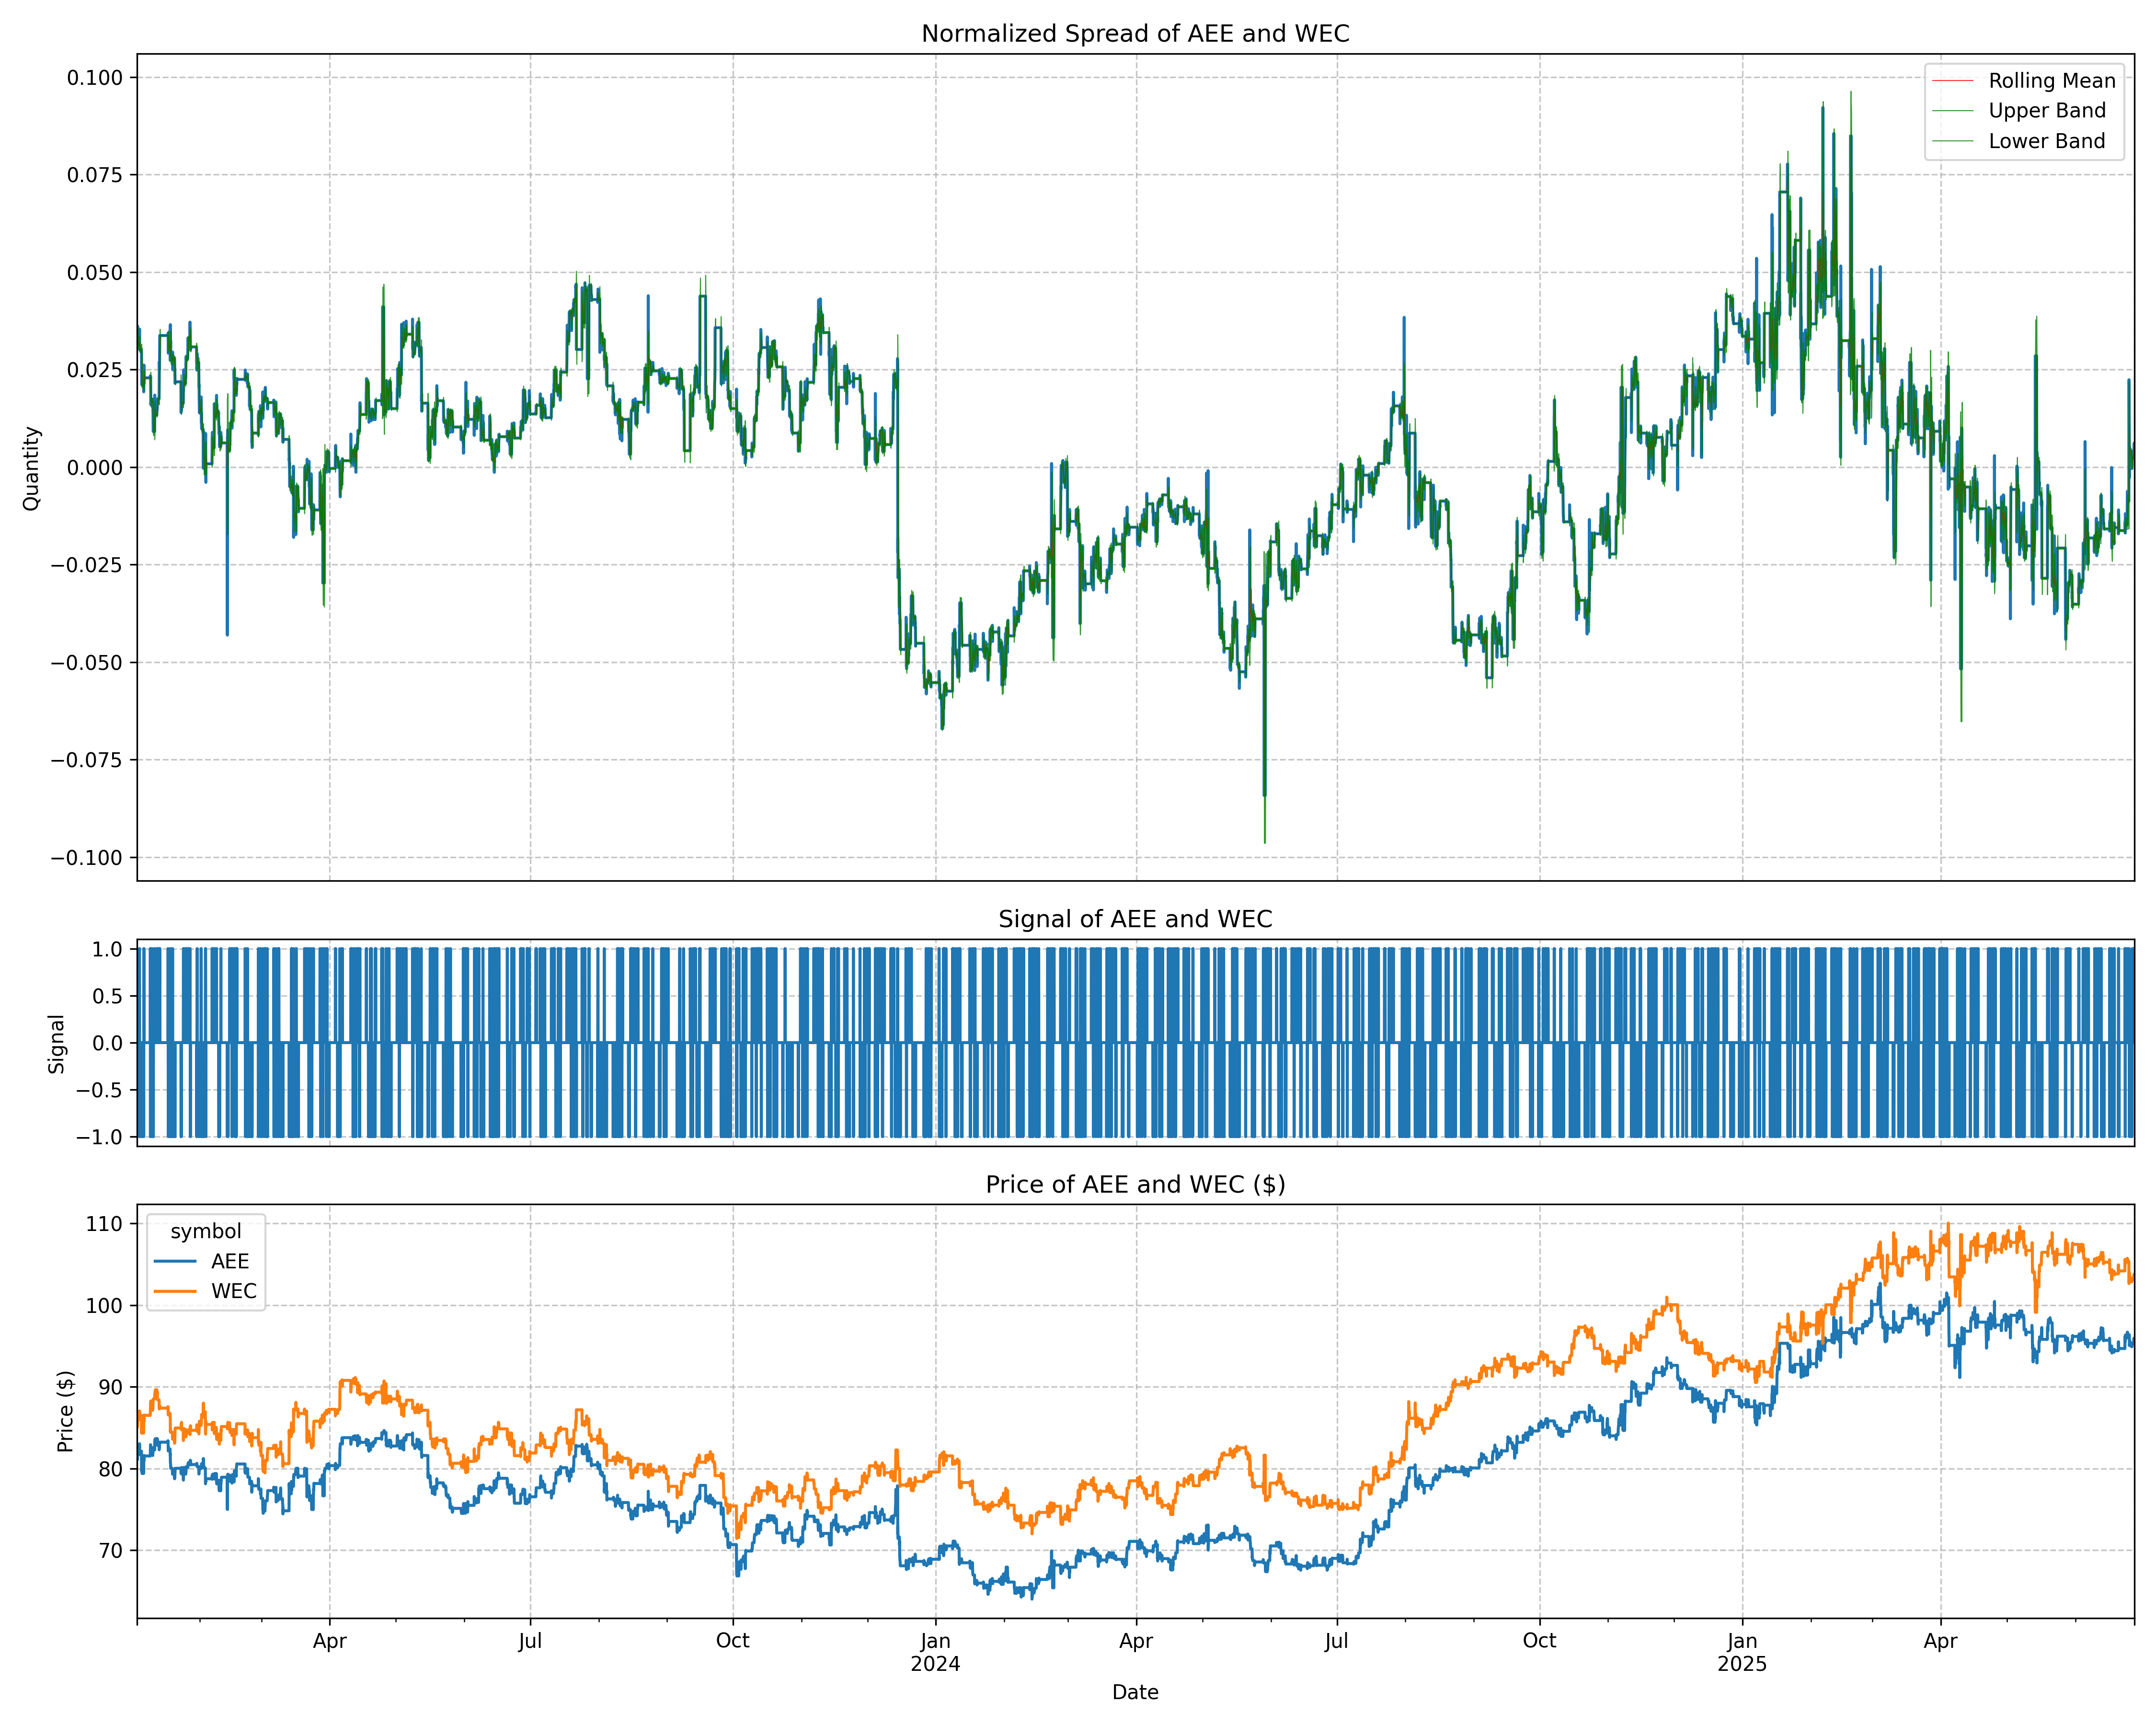 Normalized Spread of AEE and WEC
Quantity
0.100
0.075
0.050
0.025
0.000
−0.025
−0.050
−0.075
−0.100
Rolling Mean
Upper Band
Lower Band
Signal of AEE and WEC
Signal
1.0
0.5
0.0
−0.5
−1.0
Price of AEE and WEC ($)
Price ($)
110
100
90
80
70
symbol
AEE
WEC
Apr Jul Oct Jan Apr Jul Oct Jan Apr
2024 2025
Date